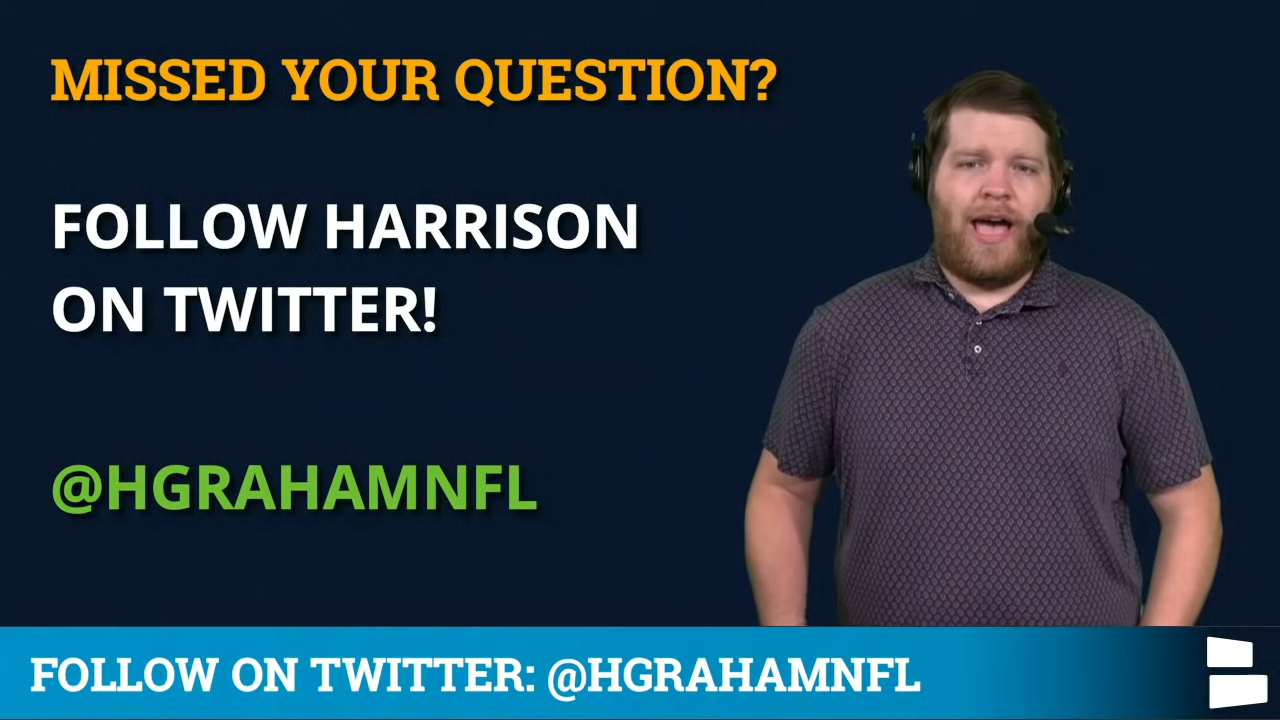 MISSED YOUR QUESTION?
FOLLOW HARRISON
ON TWITTER!
@HGRAHAMNFL
FOLLOW ON TWITTER: @HGRAHAMNFL